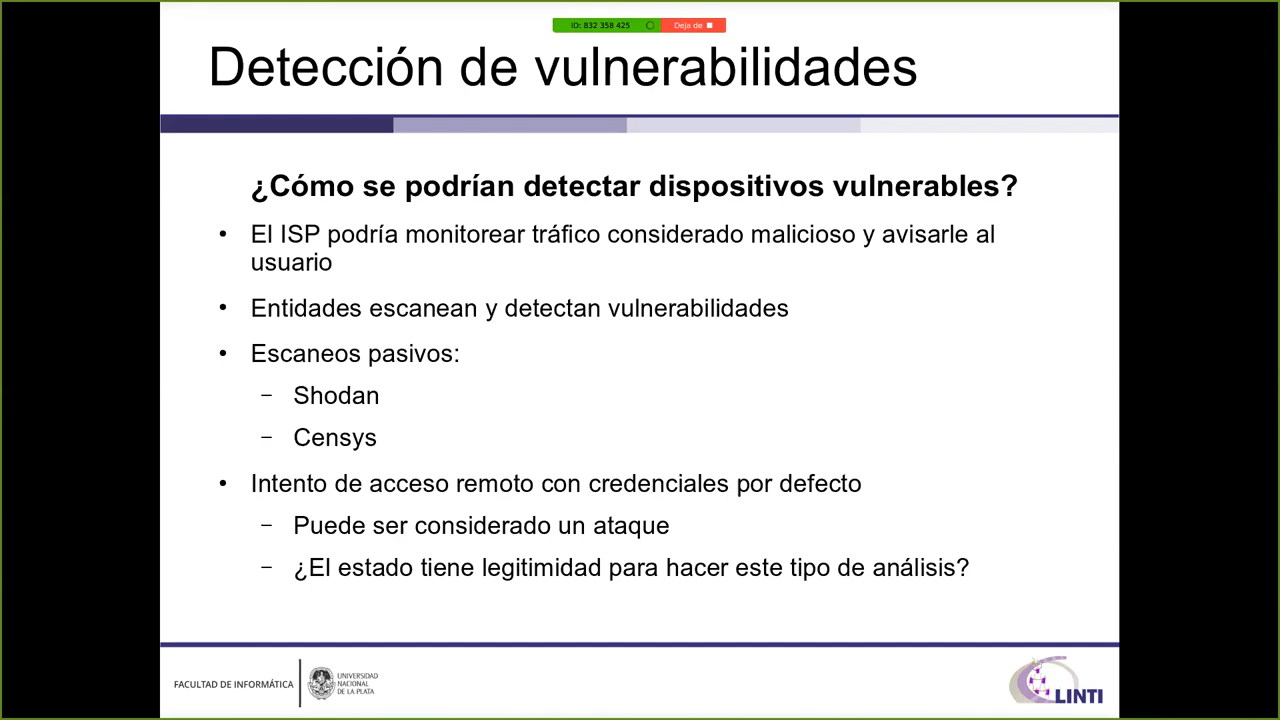 ID: 832 358 425
Deja de
Detección de vulnerabilidades
¿Cómo se podrían detectar dispositivos vulnerables?
• El ISP podría monitorear tráfico considerado malicioso y avisarle al
usuario
• Entidades escanean y detectan vulnerabilidades
• Escaneos pasivos:
– Shodan
– Censys
• Intento de acceso remoto con credenciales por defecto
– Puede ser considerado un ataque
– ¿El estado tiene legitimidad para hacer este tipo de análisis?
FACULTAD DE INFORMÁTICA
UNIVERSIDAD
NACIONAL
DE LA PLATA
LINTI